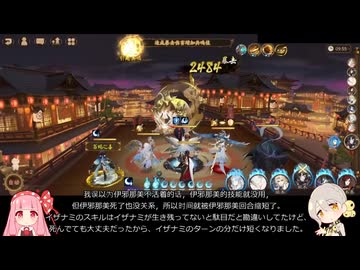 2484
09:55
我误以为伊邪那美不活着的话，伊邪那美的技能就没用，
但伊邪那美死了也没关系，所以时间就被伊邪那美回合缩短了。
イザナミのスキルはイザナミが生き残ってないと駄目だと勘違いしてたけど、
死んでても大丈夫だったから、イザナミのターンの分だけ短くなりました。